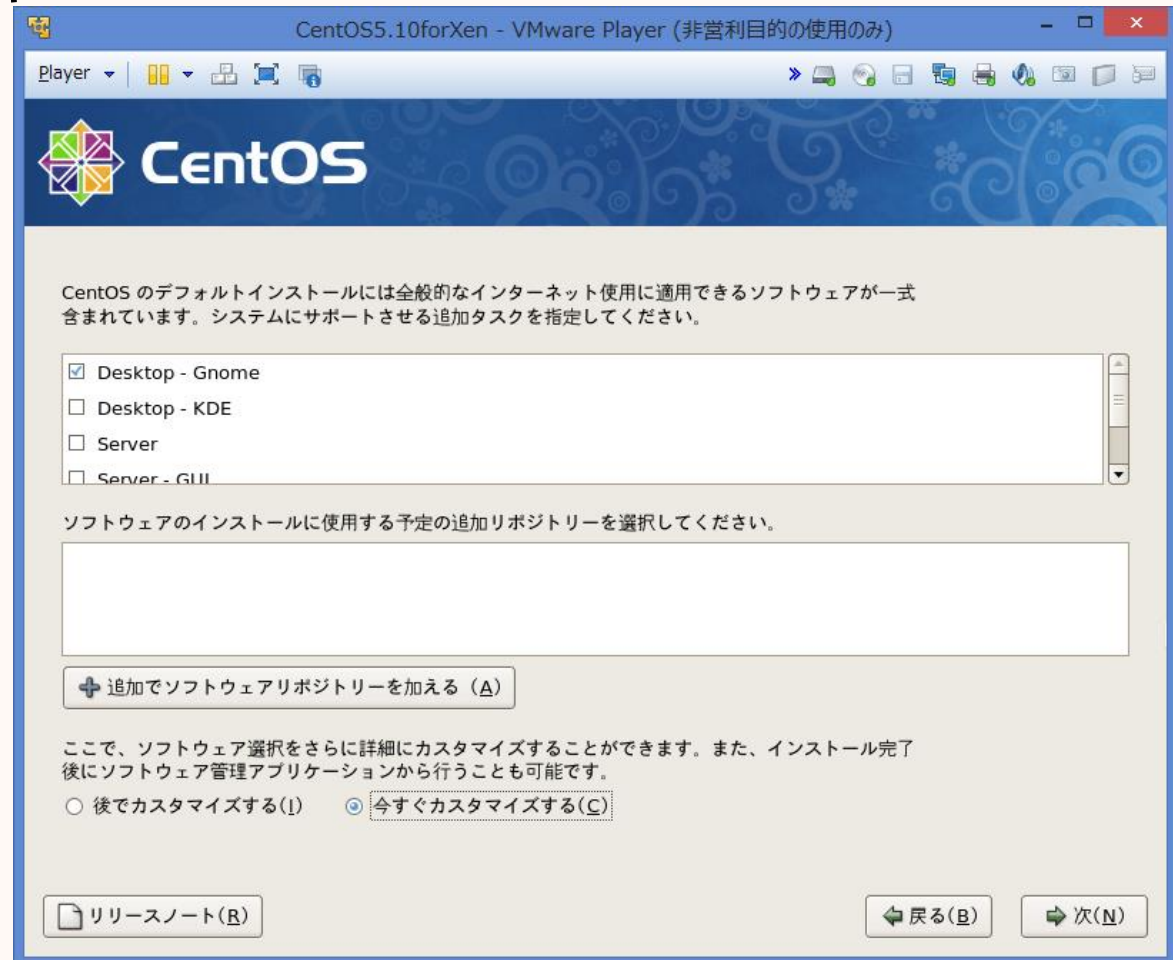 CentOS5.10forXen - VMware Player (非営利目的の使用のみ)
Player
CentOS
CentOS のデフォルトインストールには全般的なインターネット使用に適用できるソフトウェアが一式
含まれています。システムにサポートさせる追加タスクを指定してください。
Desktop - Gnome
Desktop - KDE
Server
Server - GUI
ソフトウェアのインストールに使用する予定の追加リポジトリーを選択してください。
追加でソフトウェアリポジトリーを加える (A)
ここで、ソフトウェア選択をさらに詳細にカスタマイズすることができます。また、インストール完了
後にソフトウェア管理アプリケーションから行うことも可能です。
後でカスタマイズする(l) 今すぐカスタマイズする(C)
リリースノート(R) 戻る(B) 次(N)